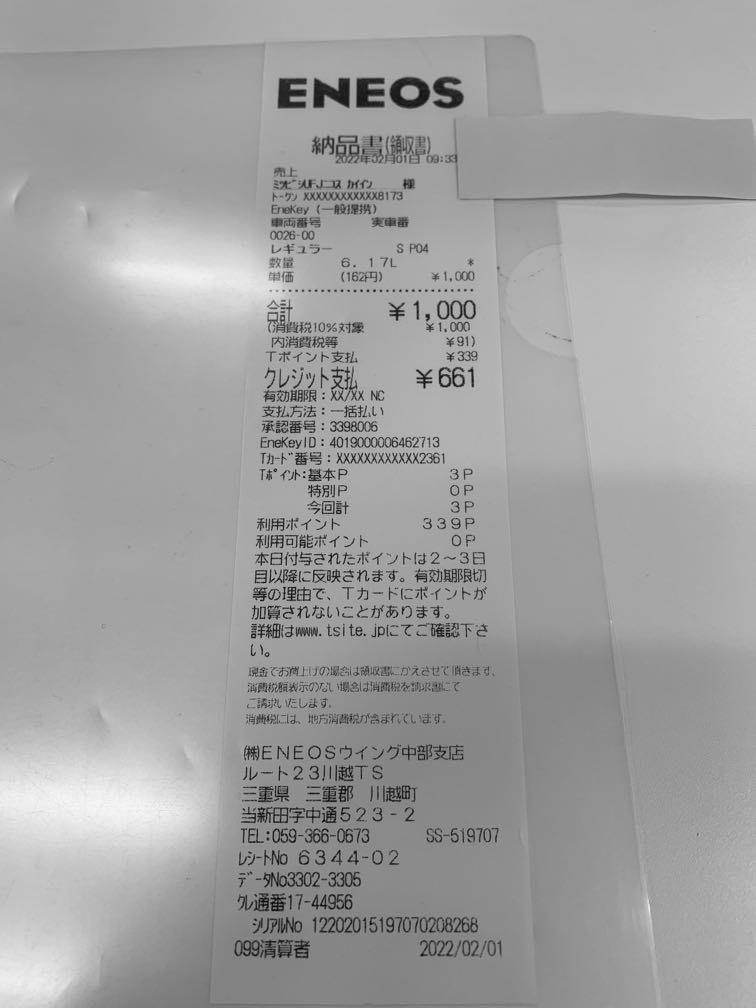 ENEOS
納品書(領収書)
2022年02月01日 09:33
売上
ﾐﾂﾋﾞｼUFJﾆｺｽ ｶｲｲﾝ 様
ﾄｰｸﾝ XXXXXXXXXXXX8173
EneKey (一般提携)
車両番号 実車番
0026-00
レギュラー S P04
数量 6.17L *
単価 (162円) ¥1,000
合計 ¥1,000
(消費税10%対象 ¥1,000
内消費税等 ¥91)
Tポイント支払 ¥339
クレジット支払 ¥661
有効期限:XX/XX NC
支払方法:一括払い
承認番号:3398006
EneKeyID:4019000006462713
Tｶｰﾄﾞ番号:XXXXXXXXXXXX2361
Tﾎﾟｲﾝﾄ:基本P 3P
特別P 0P
今回計 3P
利用ポイント 339P
利用可能ポイント 0P
本日付与されたポイントは2～3日
目以降に反映されます。有効期限切
等の理由で、Tカードにポイントが
加算されないことがあります。
詳細はwww.tsite.jpにてご確認下さ
い。
現金でお買上げの場合は領収書にかえさせて頂きます、
消費税額表示のない場合は消費税を請求書にて
ご請求いたします。
消費税には、地方消費税が含まれています。
㈱ENEOSウイング中部支店
ルート23川越TS
三重県 三重郡 川越町
当新田字中通523-2
TEL:059-366-0673 SS-519707
ﾚｼｰﾄNo 6344-02
ﾃﾞｰﾀNo3302-3305
ｸﾚ通番17-44956
ｼﾘｱﾙNo 12202015197070208268
099清算者 2022/02/01